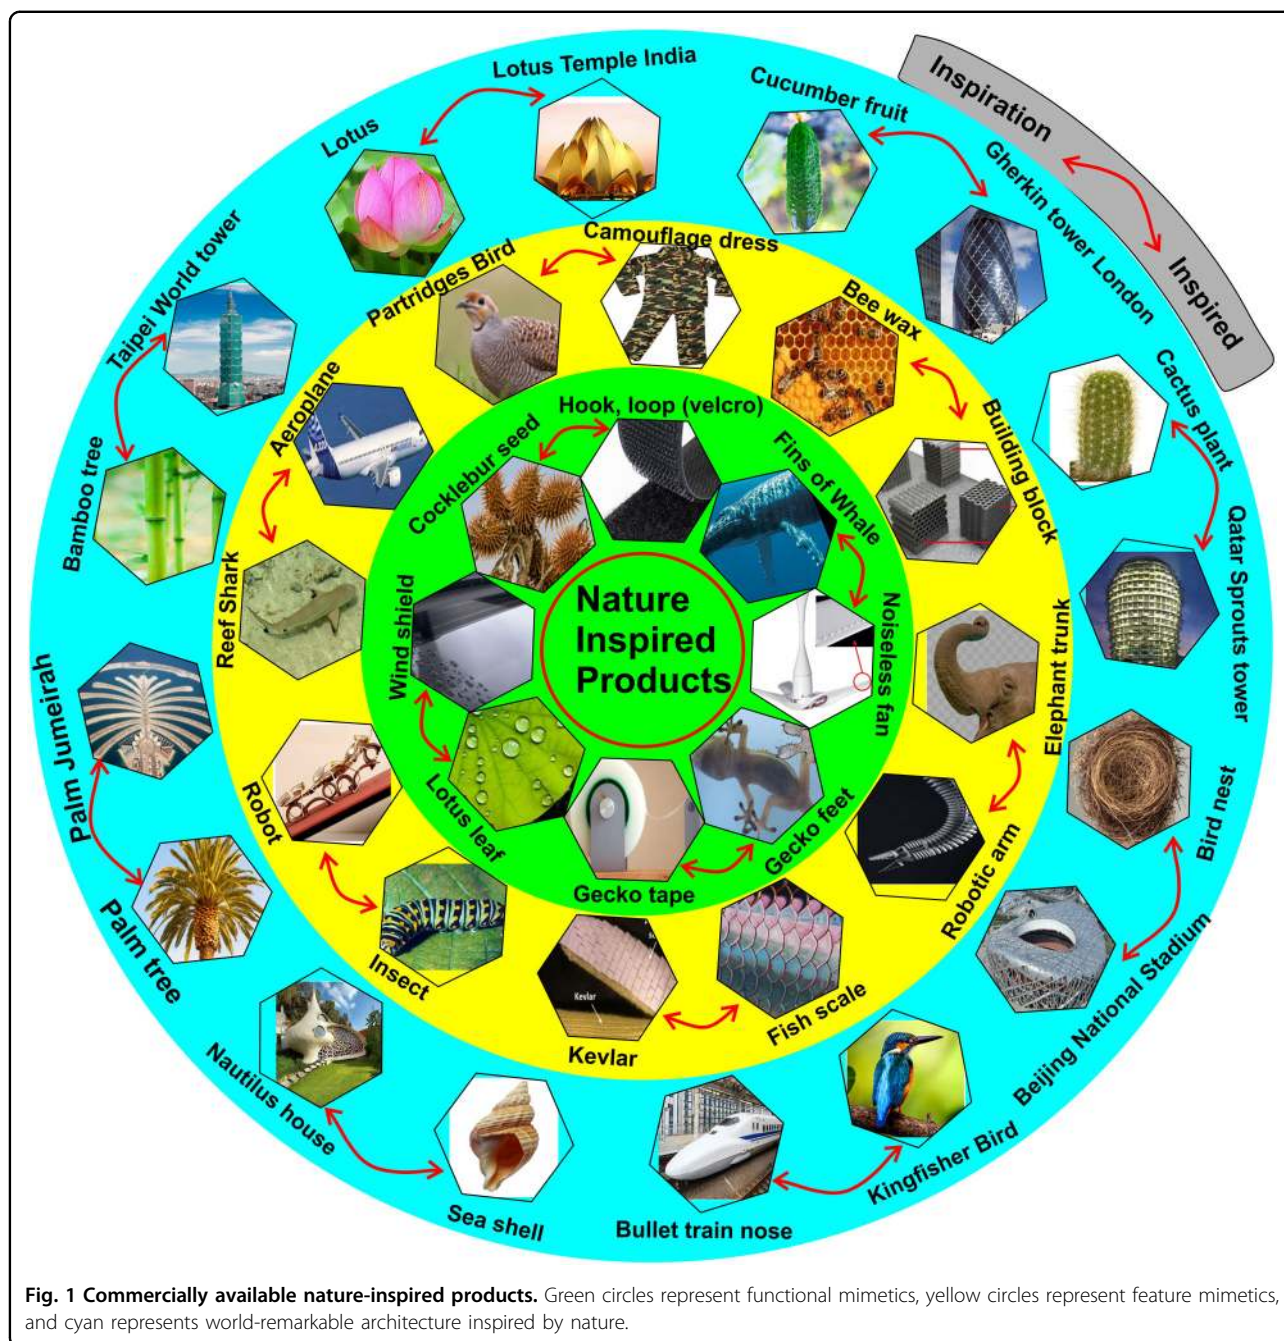 Inspiration
Inspired
Lotus Temple India
Lotus
Cucumber fruit
Gherkin tower London
Cactus plant
Qatar Sprouts tower
Bird nest
Beijing National Stadium
Kingfisher Bird
Bullet train nose
Sea shell
Nautilus house
Palm tree
Palm Jumeirah
Bamboo tree
Taipei World tower
Camouflage dress
Partridges Bird
Bee wax
Building block
Elephant trunk
Robotic arm
Fish scale
Kevlar
Kevlar
Insect
Robot
Reef Shark
Aeroplane
Hook, loop (velcro)
Cocklebur seed
Fins of Whale
Noiseless fan
Gecko feet
Gecko tape
Lotus leaf
Wind shield
Nature
Inspired
Products
Fig. 1 Commercially available nature-inspired products. Green circles represent functional mimetics, yellow circles represent feature mimetics,
and cyan represents world-remarkable architecture inspired by nature.